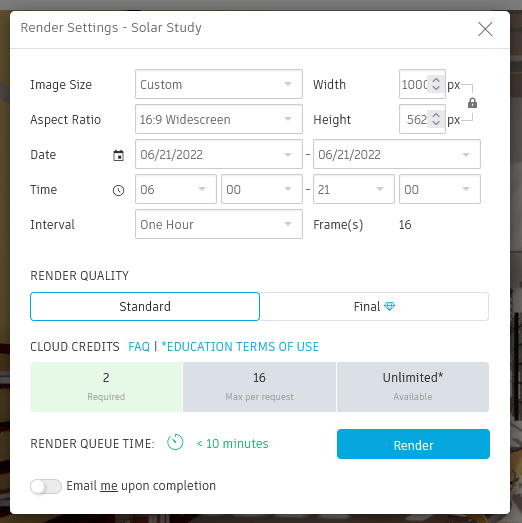 Render Settings - Solar Study
Image Size Custom Width 1000 px
Aspect Ratio 16:9 Widescreen Height 562 px
Date 06/21/2022 - 06/21/2022
Time 06 00 - 21 00
Interval One Hour Frame(s) 16
RENDER QUALITY
Standard Final
CLOUD CREDITS FAQ | *EDUCATION TERMS OF USE
2 16 Unlimited*
Required Max per request Available
RENDER QUEUE TIME: < 10 minutes Render
Email me upon completion